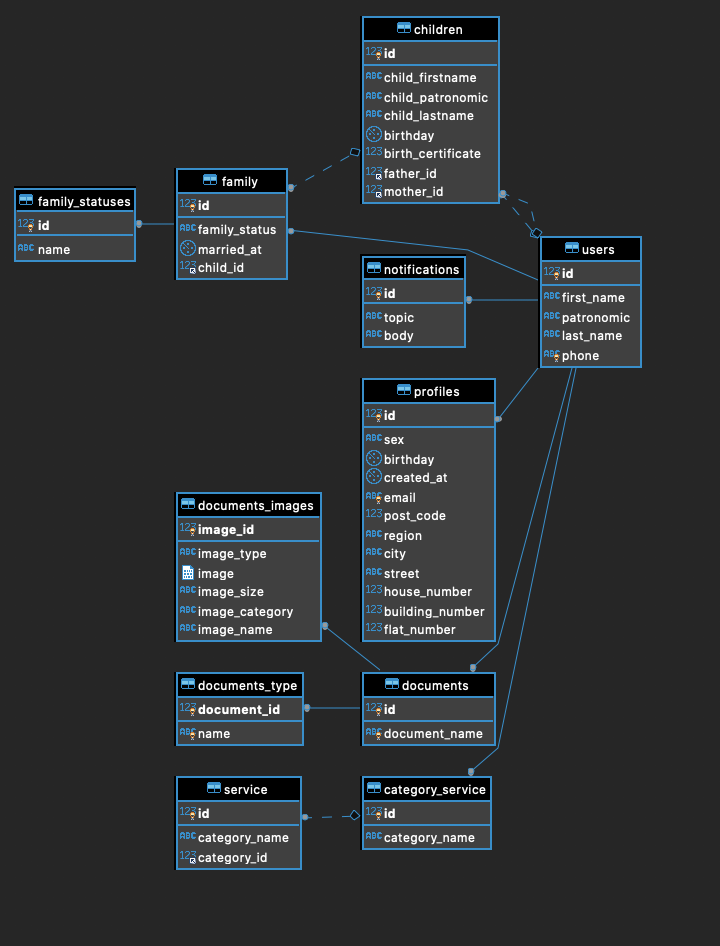 children
123 id
ABC child_firstname
ABC child_patronomic
ABC child_lastname
birthday
123 birth_certificate
123 father_id
123 mother_id
family
123 id
ABC family_status
married_at
123 child_id
family_statuses
123 id
ABC name
users
123 id
ABC first_name
ABC patronomic
ABC last_name
ABC phone
notifications
123 id
ABC topic
ABC body
profiles
123 id
ABC sex
birthday
created_at
ABC email
123 post_code
ABC region
ABC city
ABC street
123 house_number
123 building_number
123 flat_number
documents_images
123 image_id
ABC image_type
image
ABC image_size
ABC image_category
ABC image_name
documents_type
123 document_id
ABC name
documents
123 id
ABC document_name
service
123 id
ABC category_name
123 category_id
category_service
123 id
ABC category_name